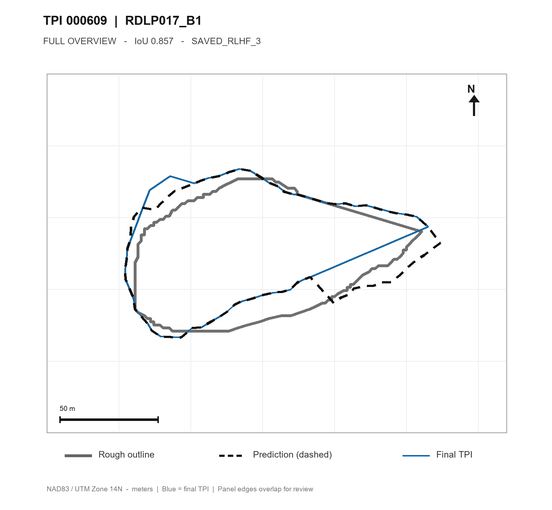 TPI 000609 | RDLP017_B1
FULL OVERVIEW - IoU 0.857 - SAVED_RLHF_3
N
50 m
Rough outline
Prediction (dashed)
Final TPI
NAD83 / UTM Zone 14N - meters | Blue = final TPI | Panel edges overlap for review